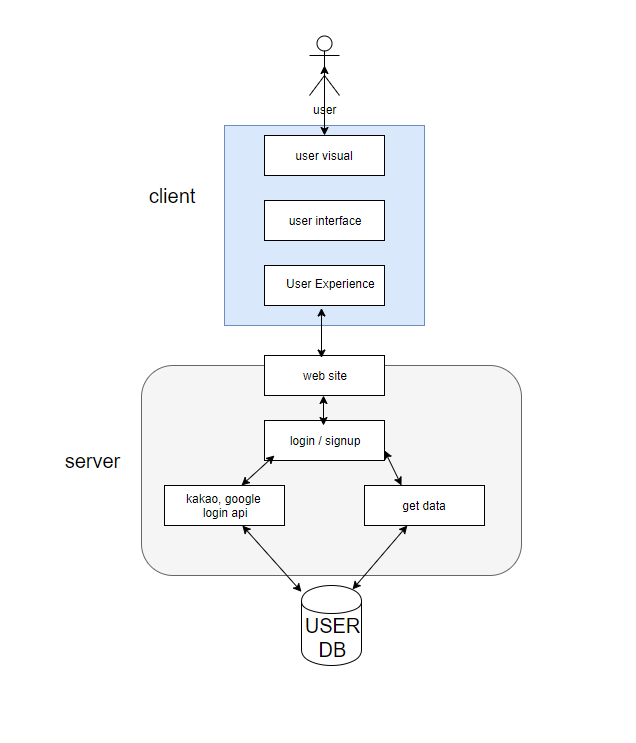 user
user visual
client
user interface
User Experience
web site
login / signup
server
kakao, google
login api
get data
USER
DB